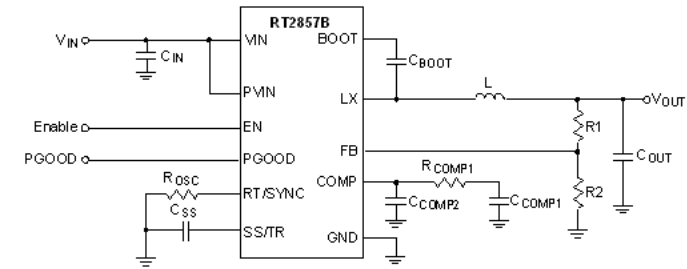 RT2857B
VIN
CIN
VIN
BOOT
CBOOT
PVIN
LX
L
VOUT
Enable
EN
R1
PGOOD
PGOOD
FB
COUT
ROSC
RT/SYNC
COMP
RCOMP1
R2
CSS
SS/TR
CCOMP2
CCOMP1
GND